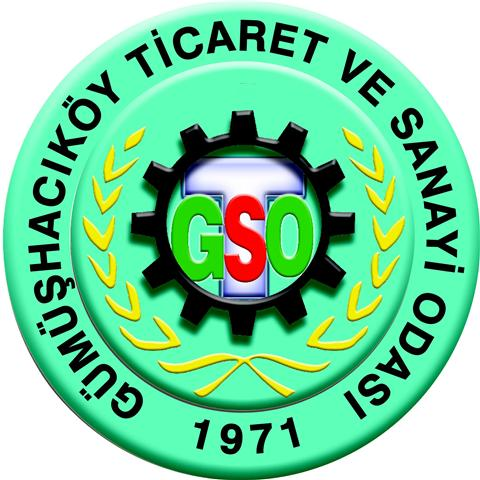 GÜMÜŞHACIKÖY TİCARET VE SANAYİ ODASI
T
GSO
1971